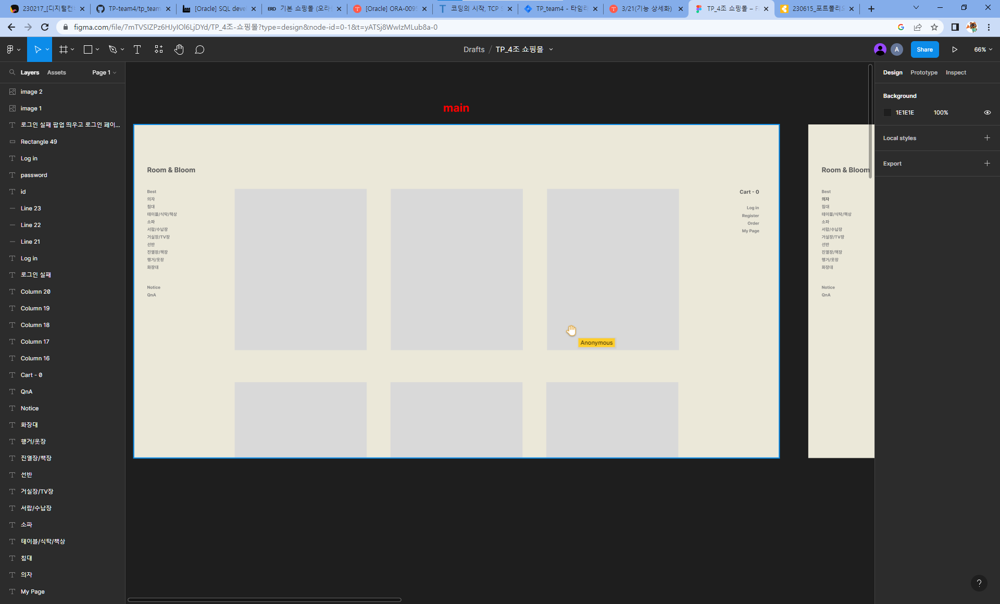 230217_[디지털컨
TP-team4/tp_team
[Oracle] SQL deve
ERD 기본 쇼핑몰 (오라
[Oracle] ORA-009
코딩의 시작, TCP
TP_team4 - 타임라
3/21(기능 상세화)
TP_4조 쇼핑몰 –
230615_포트폴리오
figma.com/file/7mTVSIZPz6HJyIOl6LjDYd/TP_4조-쇼핑몰?type=design&node-id=0-1&t=yATSj8WwIzMLub8a-0
Drafts / TP_4조 쇼핑몰
A
Share
66%
Layers Assets Page 1
image 2
image 1
로그인 실패 팝업 띄우고 로그인 페이...
Rectangle 49
Log in
password
id
Line 23
Line 22
Line 21
Log in
로그인 실패
Column 20
Column 19
Column 18
Column 17
Column 16
Cart - 0
QnA
Notice
화장대
행거/옷장
진열장/책장
선반
거실장/TV장
서랍/수납장
소파
테이블/식탁/책상
침대
의자
My Page
main
Room & Bloom
Best
의자
침대
테이블/식탁/책상
소파
서랍/수납장
거실장/TV장
선반
진열장/책장
행거/옷장
화장대
Notice
QnA
Cart - 0
Log in
Register
Order
My Page
Anonymous
Room & Bloom
Best
의자
침대
테이블/식탁/책상
소파
서랍/수납장
거실장/TV장
선반
진열장/책장
행거/옷장
화장대
Notice
QnA
Design Prototype Inspect
Background
1E1E1E 100%
Local styles
Export
?